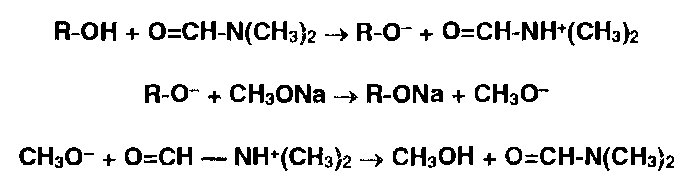 R-OH + O=CH-N(CH₃)₂ → R-O⁻ + O=CH-NH⁺(CH₃)₂
R-O⁻ + CH₃ONa → R-ONa + CH₃O⁻
CH₃O⁻ + O=CH — NH⁺(CH₃)₂ → CH₃OH + O=CH-N(CH₃)₂